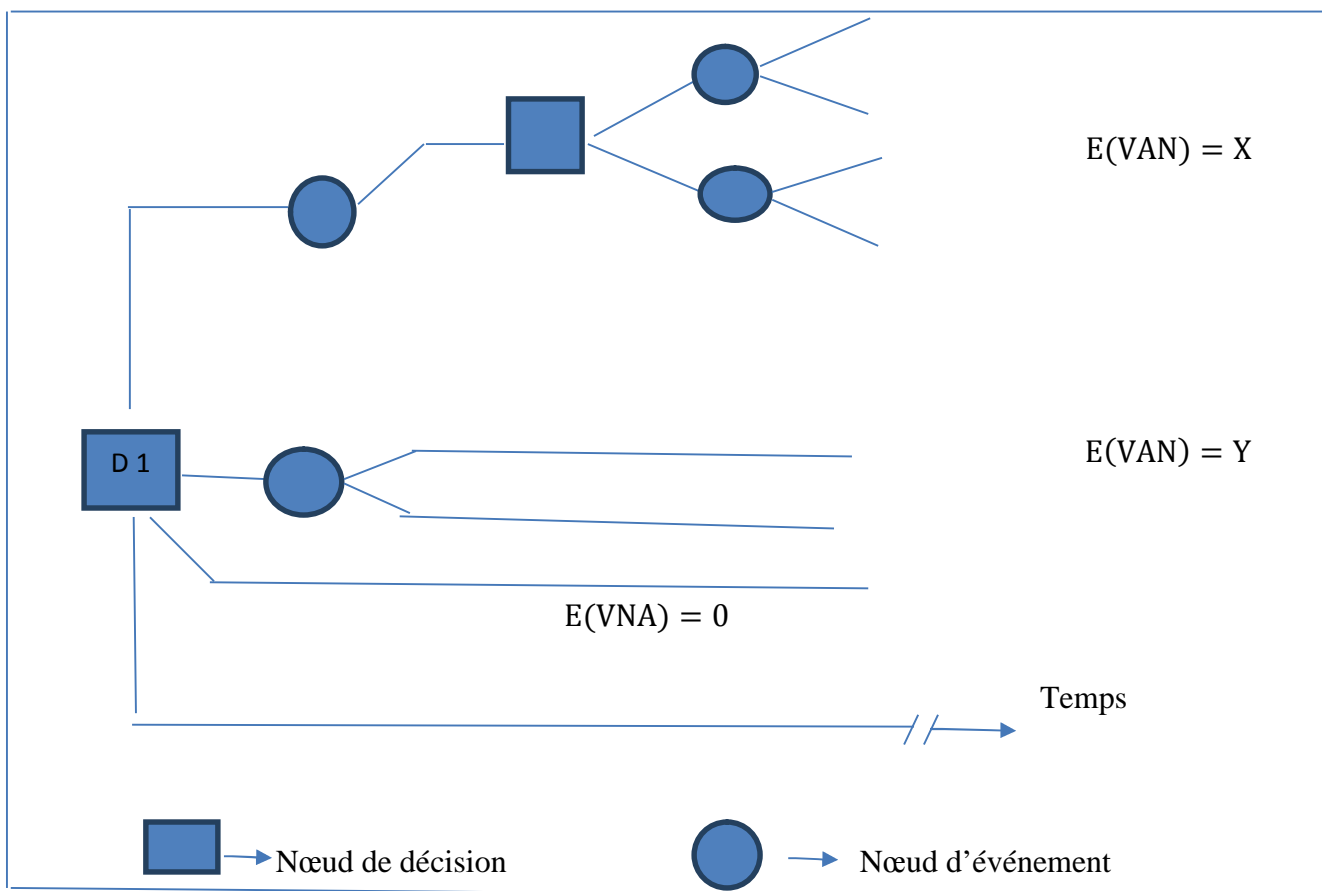 E(VAN) = X
D 1
E(VAN) = Y
E(VNA) = 0
Temps
Nœud de décision
Nœud d’événement